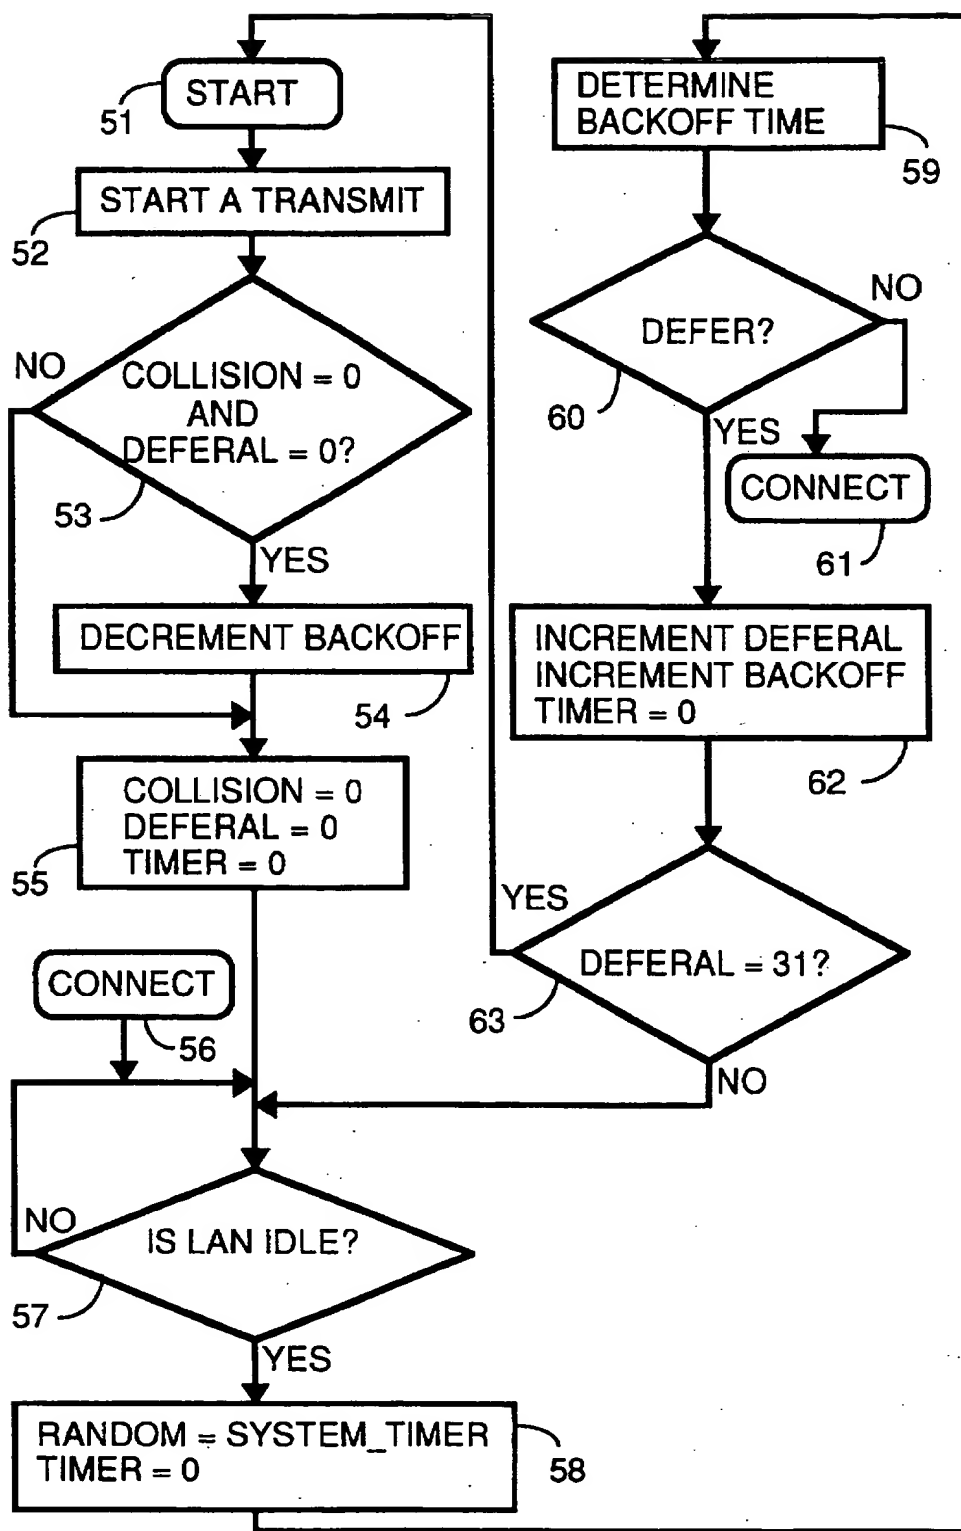 START
51
START A TRANSMIT
52
NO
COLLISION = 0
AND
DEFERAL = 0?
53
YES
DECREMENT BACKOFF
54
COLLISION = 0
DEFERAL = 0
TIMER = 0
55
CONNECT
56
NO
IS LAN IDLE?
57
YES
RANDOM = SYSTEM_TIMER
TIMER = 0
58
DETERMINE
BACKOFF TIME
59
NO
DEFER?
60
YES
CONNECT
61
INCREMENT DEFERAL
INCREMENT BACKOFF
TIMER = 0
62
YES
DEFERAL = 31?
63
NO